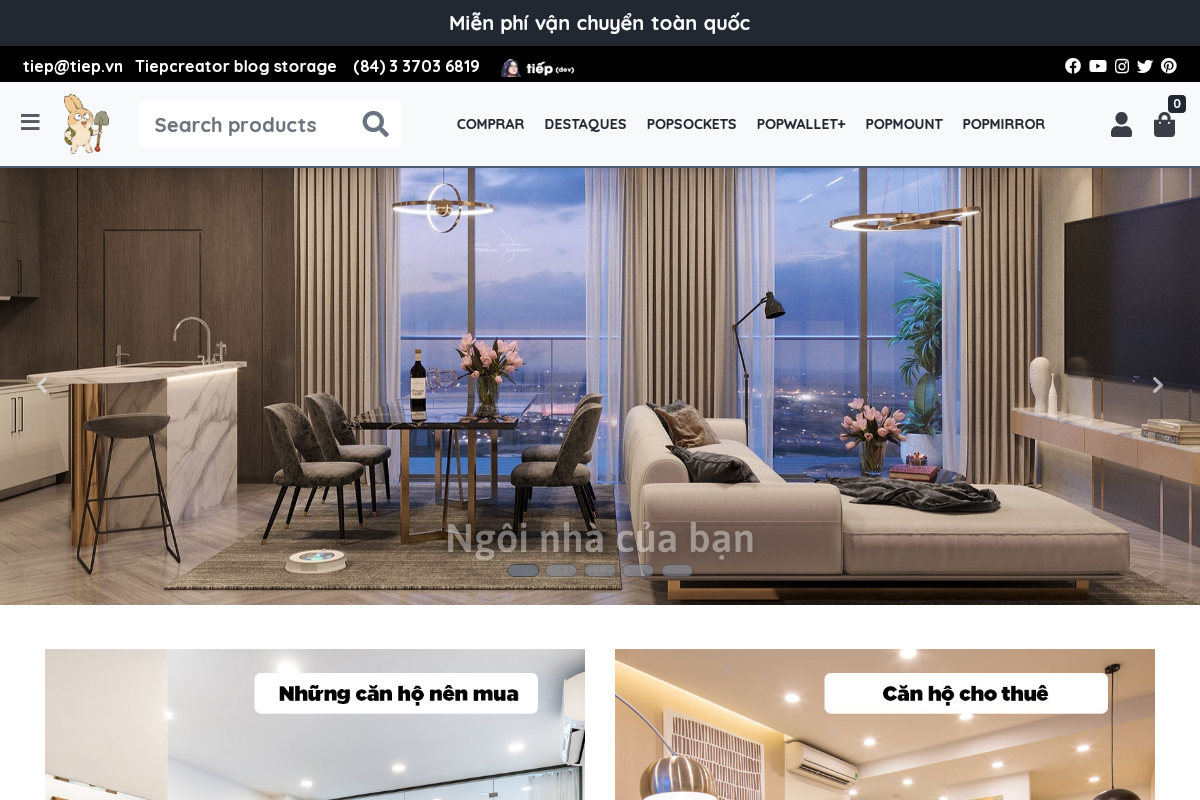 Miễn phí vận chuyển toàn quốc
tiep@tiep.vn Tiepcreator blog storage (84) 3 3703 6819 tiếp (dev)
0
Search products COMPRAR DESTAQUES POPSOCKETS POPWALLET+ POPMOUNT POPMIRROR
Ngôi nhà của bạn
Những căn hộ nên mua
Căn hộ cho thuê